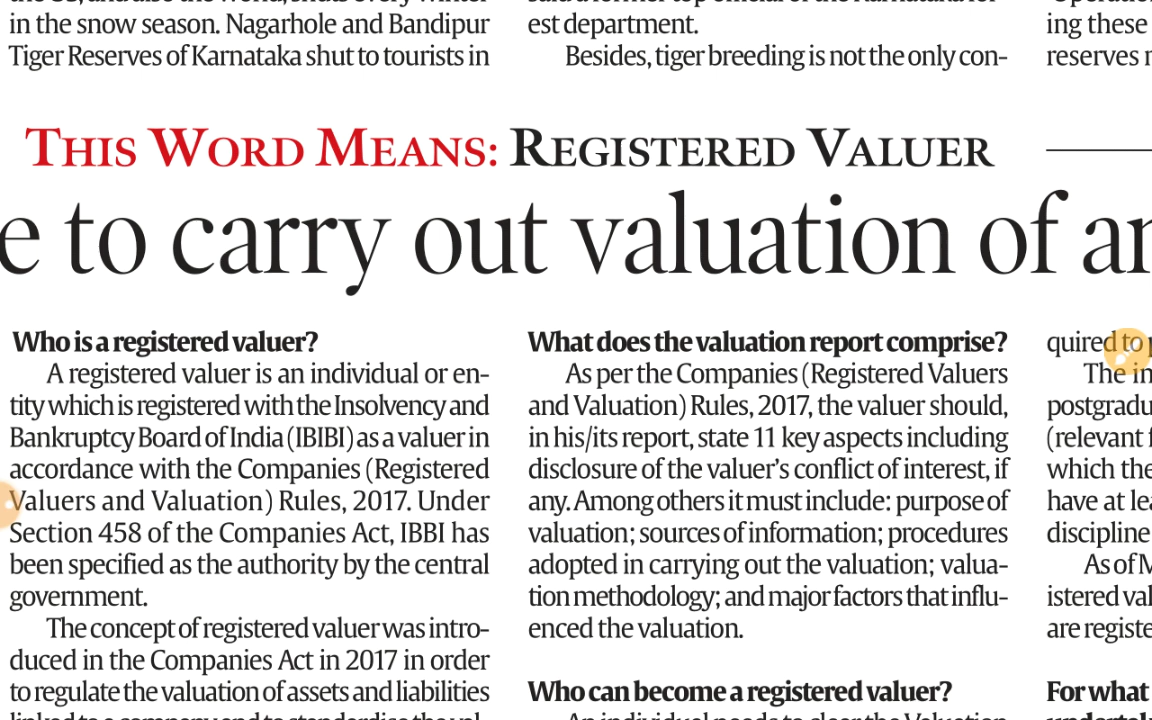 in the snow season. Nagarhole and Bandipur
Tiger Reserves of Karnataka shut to tourists in
est department.
Besides, tiger breeding is not the only con-
ing these
reserves
THIS WORD MEANS: REGISTERED VALUER
e to carry out valuation of
Who is a registered valuer?
A registered valuer is an individual or en-
tity which is registered with the Insolvency and
Bankruptcy Board of India (IBIBI) as a valuer in
accordance with the Companies (Registered
Valuers and Valuation) Rules, 2017. Under
Section 458 of the Companies Act, IBBI has
been specified as the authority by the central
government.
The concept of registered valuer was intro-
duced in the Companies Act in 2017 in order
to regulate the valuation of assets and liabilities
What does the valuation report comprise?
As per the Companies (Registered Valuers
and Valuation) Rules, 2017, the valuer should,
in his/its report, state 11 key aspects including
disclosure of the valuer's conflict of interest, if
any. Among others it must include: purpose of
valuation; sources of information; procedures
adopted in carrying out the valuation; valua-
tion methodology; and major factors that influ-
enced the valuation.
Who can become a registered valuer?
An individual needs to clear the Valuation
quired to
The in
postgradu
(relevant
which the
have at lea
discipline
As of M
istered val
are registe
For what